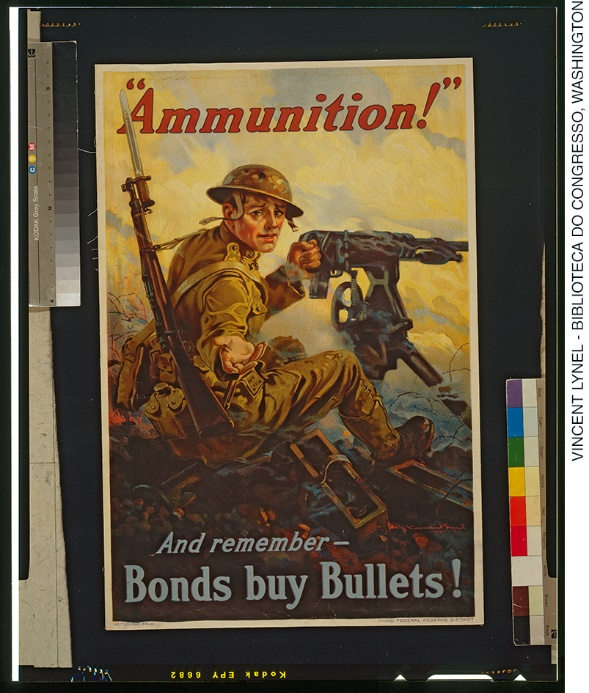 "Ammunition!"
And remember—
Bonds buy Bullets!
THIRD FEDERAL RESERVE DISTRICT
KODAK Gray Scale
C
M
Kodak EPY 6682
VINCENT LYNEL - BIBLIOTECA DO CONGRESSO, WASHINGTON